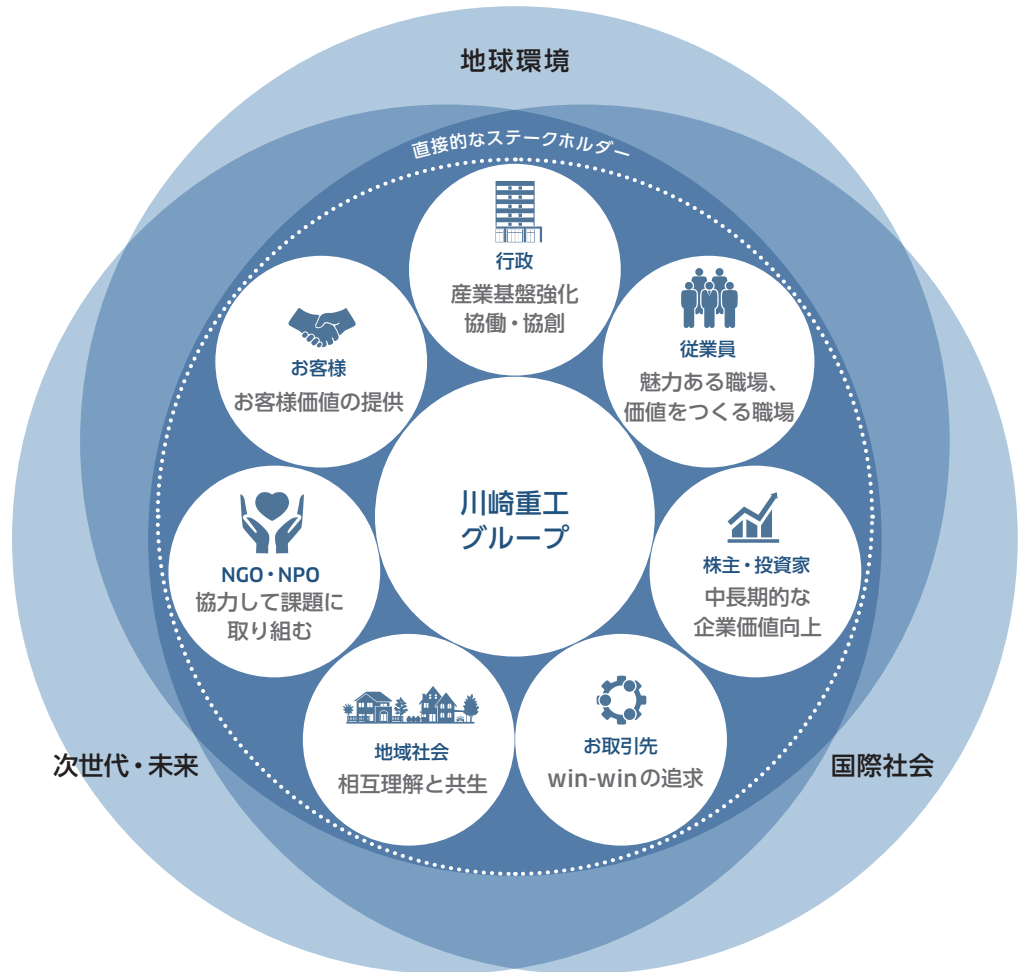 地球環境
直接的なステークホルダー
行政
産業基盤強化
協働・協創
従業員
魅力ある職場、
価値をつくる職場
お客様
お客様価値の提供
川崎重工
グループ
株主・投資家
中長期的な
企業価値向上
NGO・NPO
協力して課題に
取り組む
地域社会
相互理解と共生
お取引先
win-winの追求
次世代・未来
国際社会